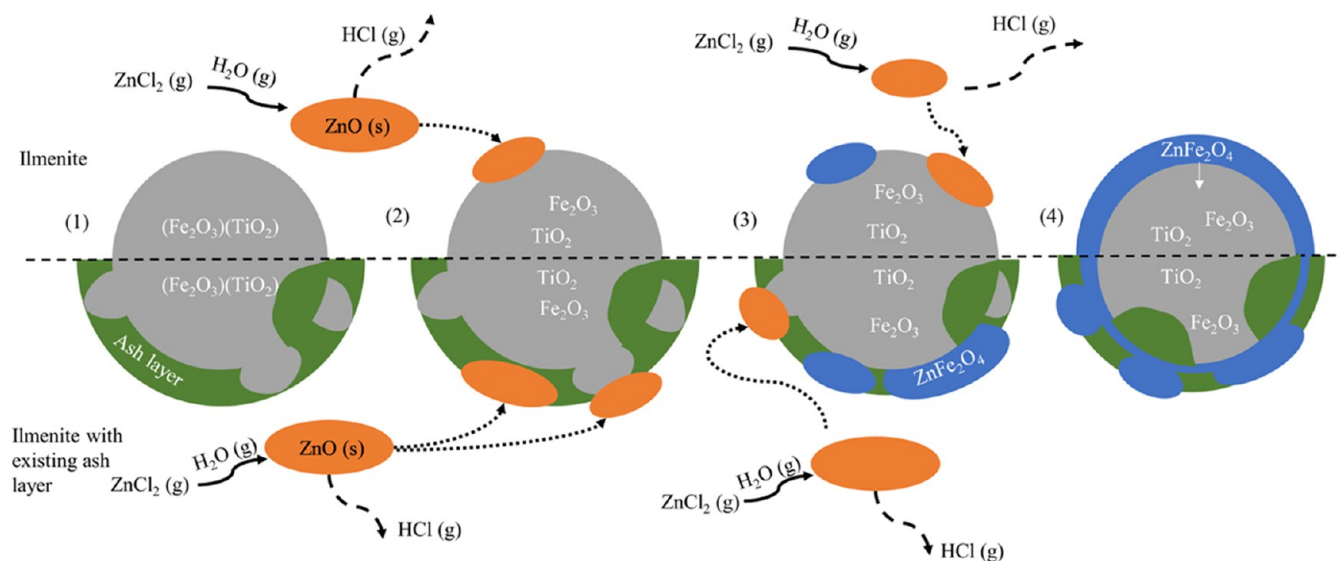 HCl (g)
ZnCl₂ (g)
H₂O (g)
ZnO (s)
ZnCl₂ (g)
H₂O (g)
HCl (g)
Ilmenite
(1)
(Fe₂O₃)(TiO₂)
(Fe₂O₃)(TiO₂)
Ash layer
(2)
Fe₂O₃
TiO₂
TiO₂
Fe₂O₃
(3)
Fe₂O₃
TiO₂
TiO₂
Fe₂O₃
ZnFe₂O₄
(4)
ZnFe₂O₄
Fe₂O₃
TiO₂
TiO₂
Fe₂O₃
Ilmenite with
existing ash
layer
ZnCl₂ (g)
H₂O (g)
ZnO (s)
HCl (g)
ZnCl₂ (g)
H₂O (g)
HCl (g)